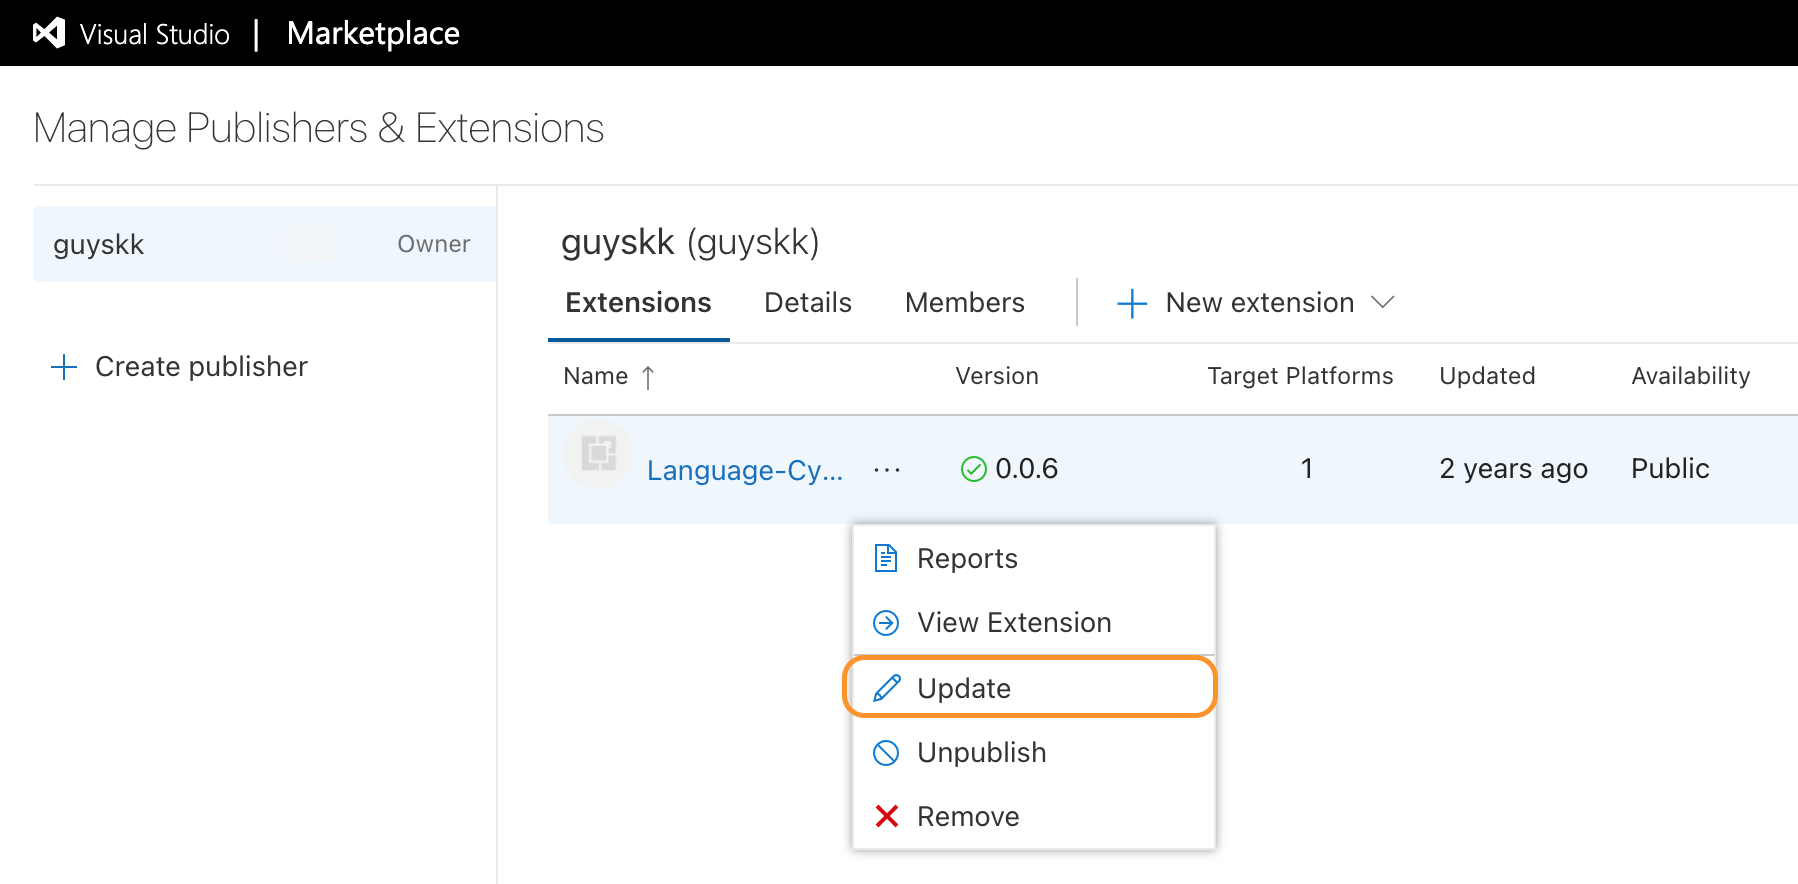 Visual Studio | Marketplace
Manage Publishers & Extensions
guyskk Owner
Create publisher
guyskk (guyskk)
Extensions Details Members New extension
Name ↑ Version Target Platforms Updated Availability
Language-Cy... ... 0.0.6 1 2 years ago Public
Reports
View Extension
Update
Unpublish
Remove